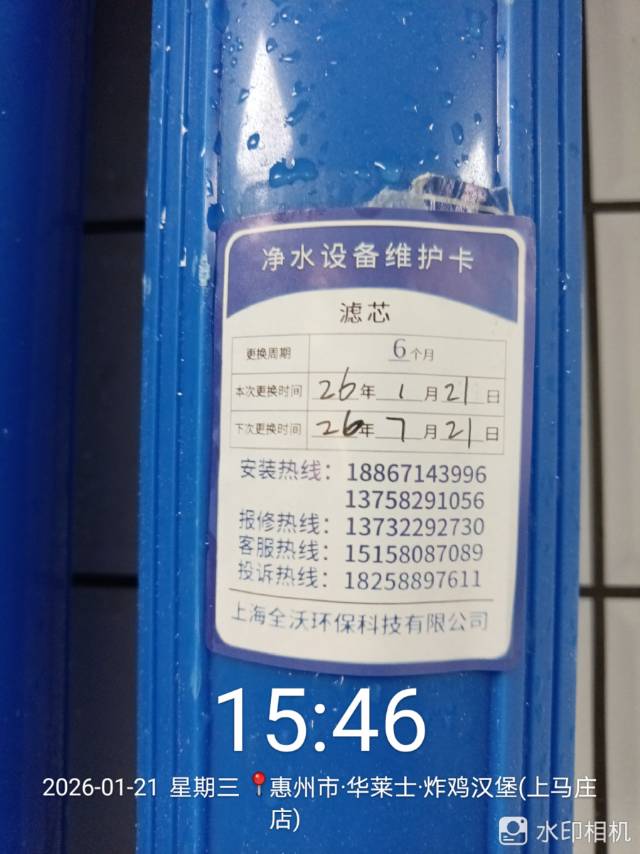 净水设备维护卡
滤芯
更换周期 6个月
本次更换时间 26年1月21日
下次更换时间 26年7月21日
安装热线：18867143996
13758291056
报修热线：13732292730
客服热线：15158087089
投诉热线：18258897611
上海全沃环保科技有限公司
15:46
2026-01-21 星期三 惠州市·华莱士·炸鸡汉堡(上马庄
店)
水印相机